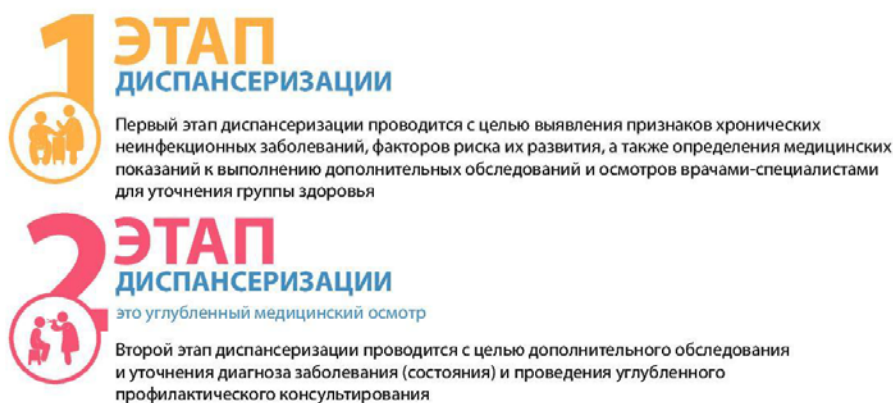 1 ЭТАП
ДИСПАНСЕРИЗАЦИИ
Первый этап диспансеризации проводится с целью выявления признаков хронических
неинфекционных заболеваний, факторов риска их развития, а также определения медицинских
показаний к выполнению дополнительных обследований и осмотров врачами-специалистами
для уточнения группы здоровья
2 ЭТАП
ДИСПАНСЕРИЗАЦИИ
это углубленный медицинский осмотр
Второй этап диспансеризации проводится с целью дополнительного обследования
и уточнения диагноза заболевания (состояния) и проведения углубленного
профилактического консультирования